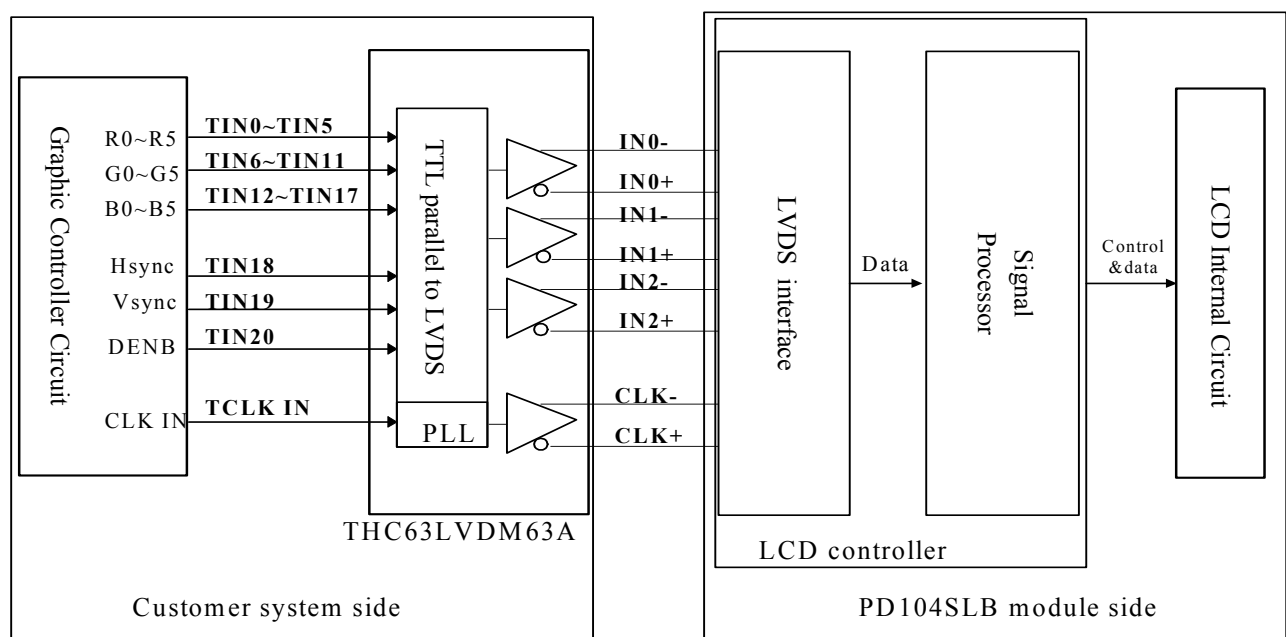 Graphic Controller Circuit
R0~R5
G0~G5
B0~B5
Hsync
Vsync
DENB
CLK IN
TIN0~TIN5
TIN6~TIN11
TIN12~TIN17
TIN18
TIN19
TIN20
TCLK IN
TTL parallel to LVDS
PLL
THC63LVDM63A
Customer system side
IN0-
IN0+
IN1-
IN1+
IN2-
IN2+
CLK-
CLK+
LVDS interface
Data
Signal
Processor
LCD controller
Control
&data
LCD Internal Circuit
PD104SLB module side